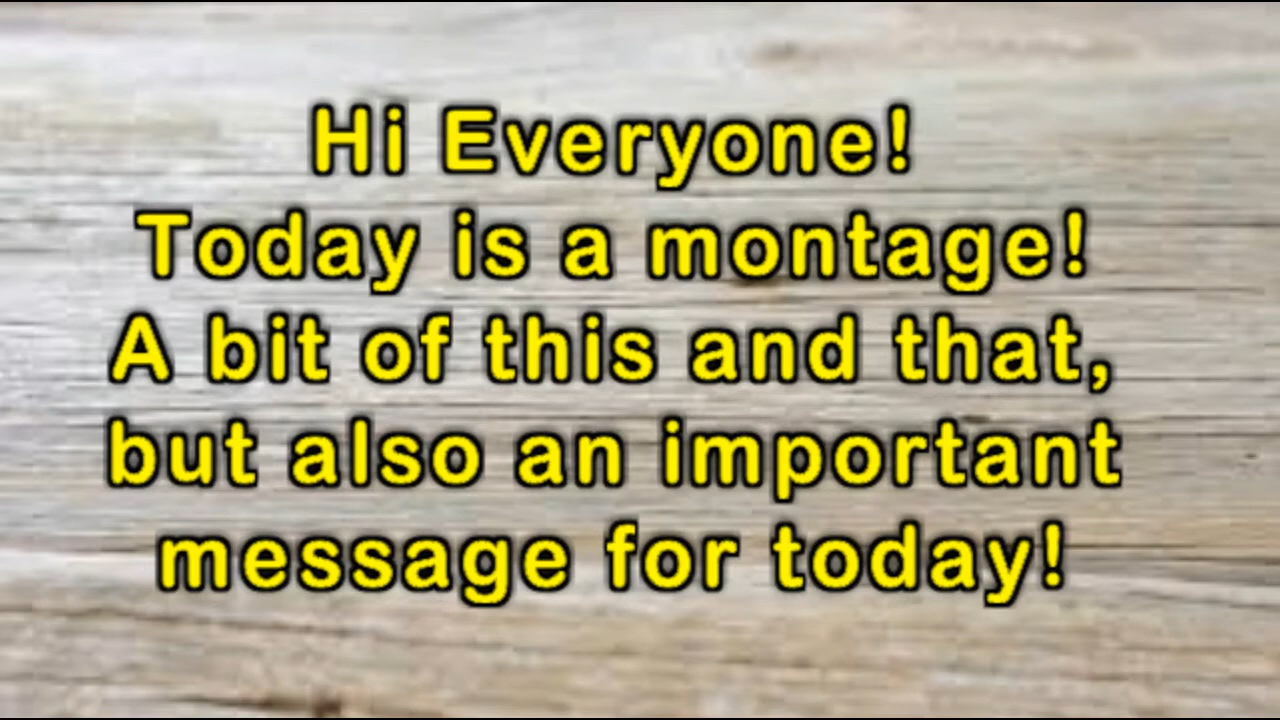 Hi Everyone!
Today is a montage!
A bit of this and that,
but also an important
message for today!